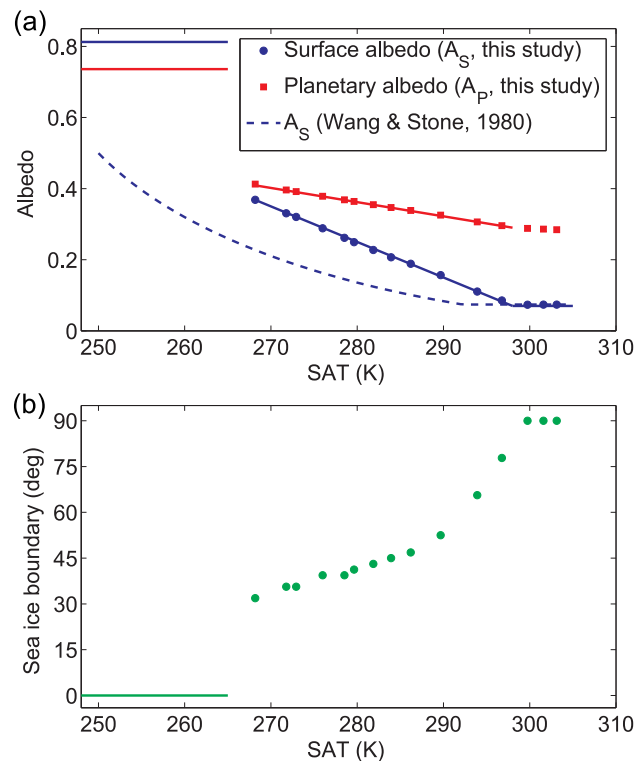 (a)
0.8
0.6
0.4
0.2
0
Albedo
Surface albedo (A_S, this study)
Planetary albedo (A_P, this study)
A_S (Wang & Stone, 1980)
250 260 270 280 290 300 310
SAT (K)
(b)
90
75
60
45
30
15
0
Sea ice boundary (deg)
250 260 270 280 290 300 310
SAT (K)